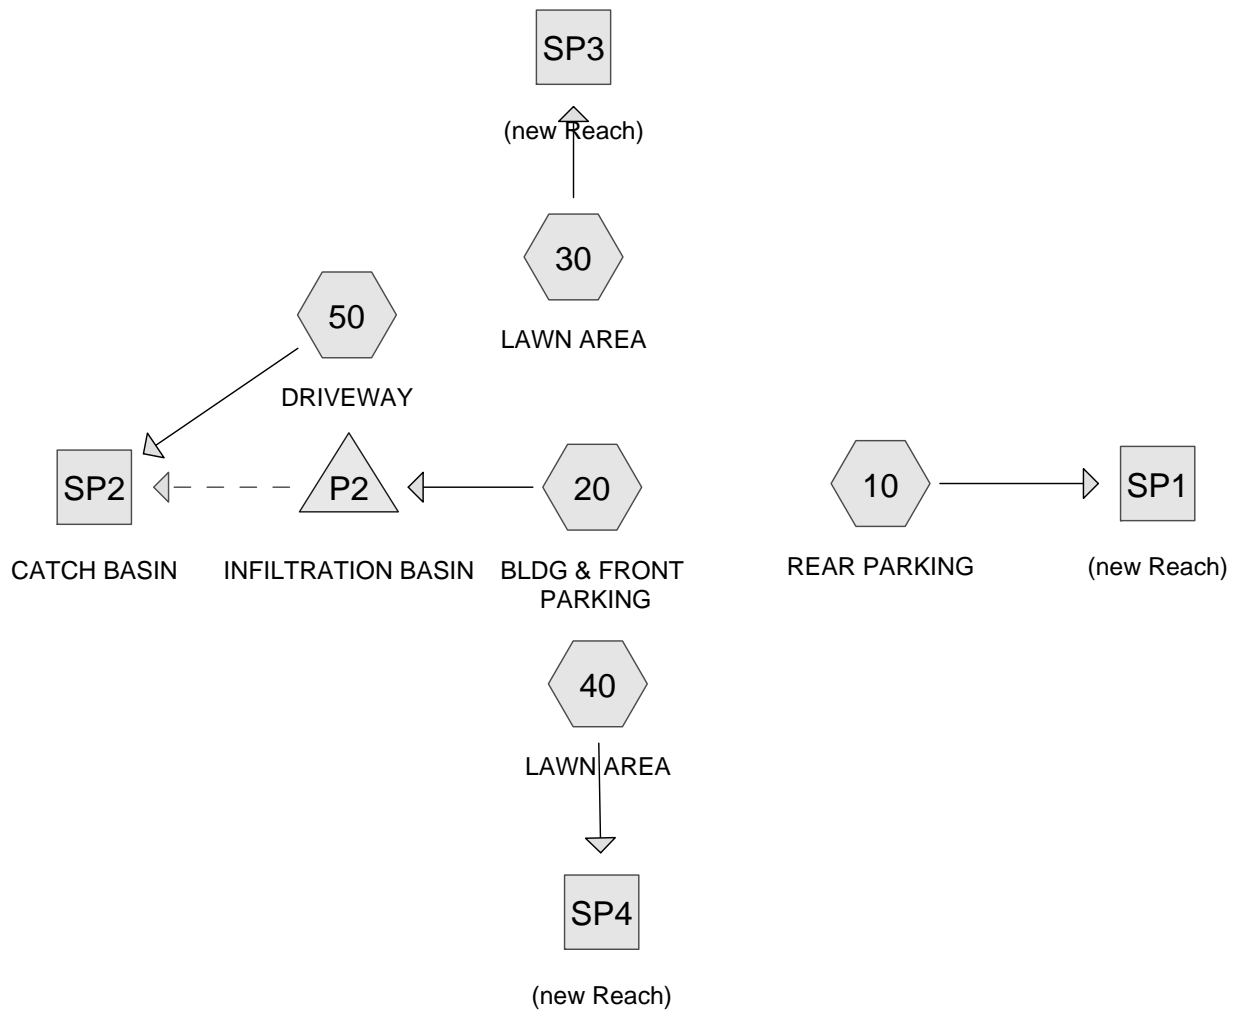 SP3
(new Reach)
30
LAWN AREA
50
DRIVEWAY
SP2
CATCH BASIN
P2
INFILTRATION BASIN
20
BLDG & FRONT
PARKING
10
REAR PARKING
SP1
(new Reach)
40
LAWN AREA
SP4
(new Reach)